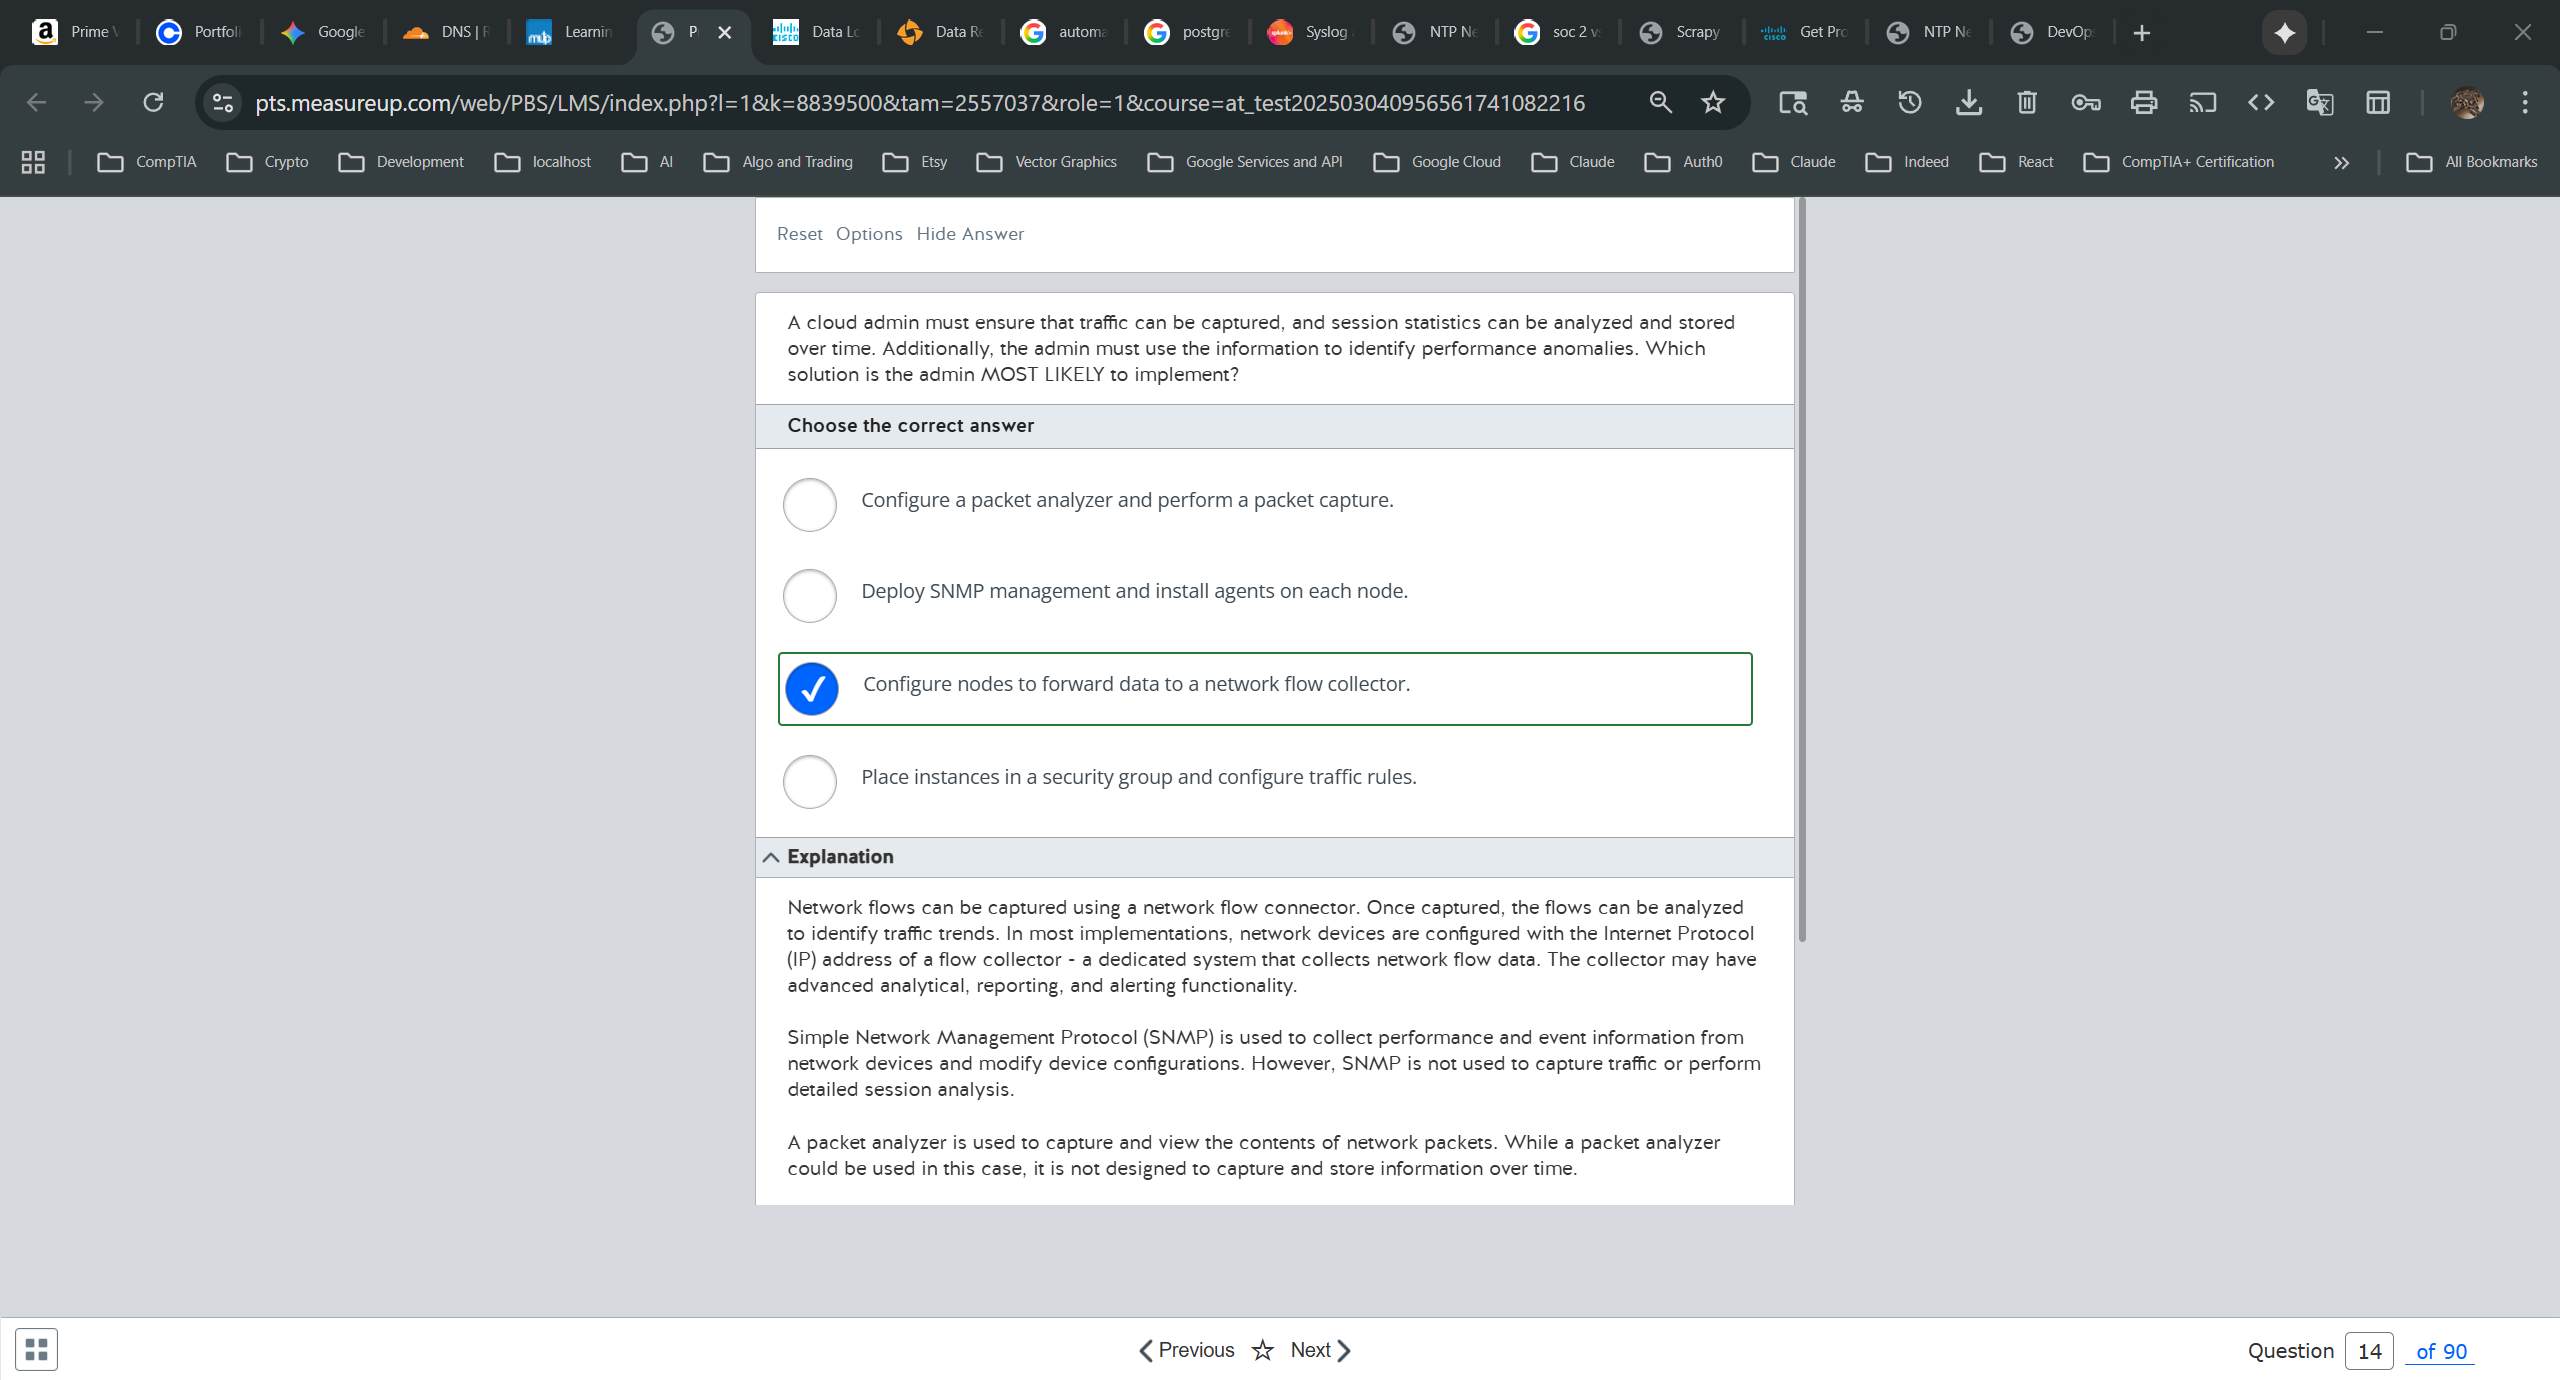 Prime V
Portfoli
Google
DNS | R
Learnin
P
Data Lo
Data Re
automa
postgre
Syslog
NTP Ne
soc 2 vs
Scrapy
Get Pro
NTP Ne
DevOp
pts.measureup.com/web/PBS/LMS/index.php?l=1&k=8839500&tam=2557037&role=1&course=at_test202503040956561741082216
CompTIA
Crypto
Development
localhost
AI
Algo and Trading
Etsy
Vector Graphics
Google Services and API
Google Cloud
Claude
Auth0
Claude
Indeed
React
CompTIA+ Certification
All Bookmarks
Reset Options Hide Answer
A cloud admin must ensure that traffic can be captured, and session statistics can be analyzed and stored
over time. Additionally, the admin must use the information to identify performance anomalies. Which
solution is the admin MOST LIKELY to implement?
Choose the correct answer
Configure a packet analyzer and perform a packet capture.
Deploy SNMP management and install agents on each node.
Configure nodes to forward data to a network flow collector.
Place instances in a security group and configure traffic rules.
Explanation
Network flows can be captured using a network flow connector. Once captured, the flows can be analyzed
to identify traffic trends. In most implementations, network devices are configured with the Internet Protocol
(IP) address of a flow collector - a dedicated system that collects network flow data. The collector may have
advanced analytical, reporting, and alerting functionality.
Simple Network Management Protocol (SNMP) is used to collect performance and event information from
network devices and modify device configurations. However, SNMP is not used to capture traffic or perform
detailed session analysis.
A packet analyzer is used to capture and view the contents of network packets. While a packet analyzer
could be used in this case, it is not designed to capture and store information over time.
Previous
Next
Question 14 of 90